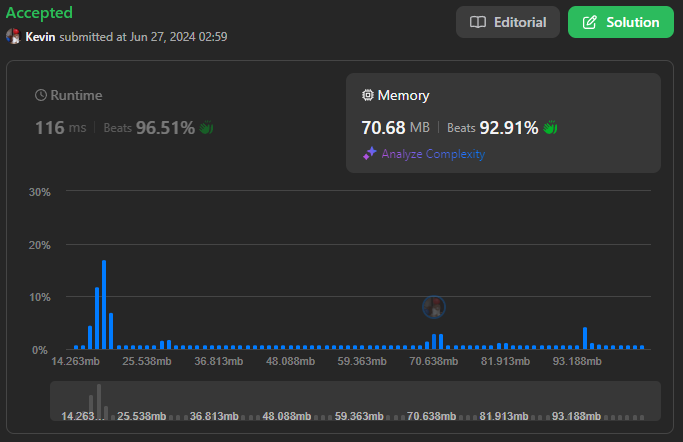 Accepted
Editorial
Solution
Kevin submitted at Jun 27, 2024 02:59
Runtime
116 ms | Beats 96.51%
Memory
70.68 MB | Beats 92.91%
Analyze Complexity
30%
20%
10%
0%
14.263mb 25.538mb 36.813mb 48.088mb 59.363mb 70.638mb 81.913mb 93.188mb
14.263... 25.538mb 36.813mb 48.088mb 59.363mb 70.638mb 81.913mb 93.188mb